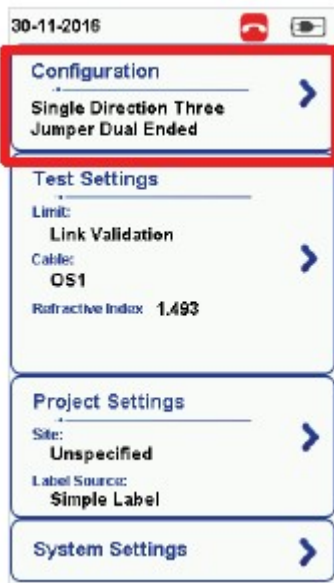 30-11-2016
Configuration
Single Direction Three
Jumper Dual Ended
Test Settings
Limit:
Link Validation
Cable:
OS1
Refractive Index 1.493
Project Settings
Site:
Unspecified
Label Source:
Simple Label
System Settings